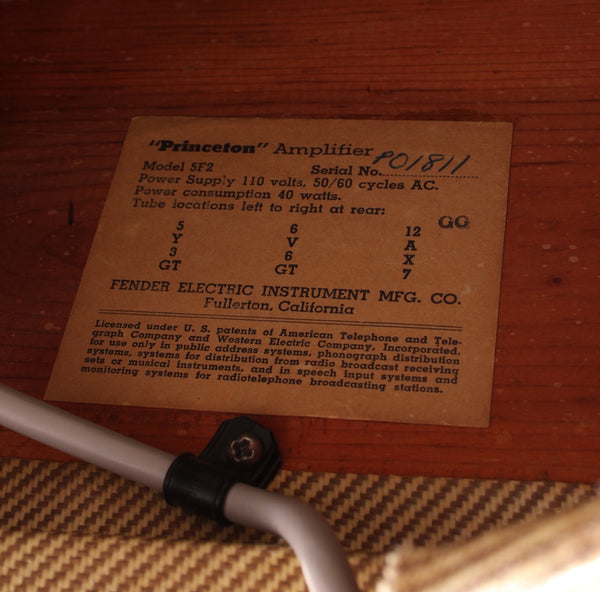 "Princeton" Amplifier
Model 5F2 Serial No. PO1811
Power Supply 110 volts, 50/60 cycles AC.
Power consumption 40 watts.
Tube locations left to right at rear:
GG
5 6 12
Y V A
3 6 X
GT GT 7
FENDER ELECTRIC INSTRUMENT MFG. CO.
Fullerton, California
Licensed under U. S. patents of American Telephone and Tele-
graph Company and Western Electric Company, Incorporated,
for use only in public address systems, phonograph distribution
systems, systems for distribution from radio broadcast receiving
sets or musical instruments, and in speech input systems and
monitoring systems for radiotelephone broadcasting stations.